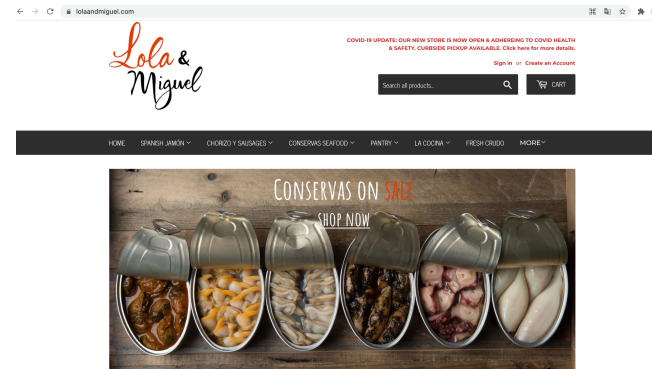 lolaandmiguel.com
Lola &
Miguel
COVID-19 UPDATE: OUR NEW STORE IS NOW OPEN & ADHEREING TO COVID HEALTH
& SAFETY. CURBSIDE PICKUP AVAILABLE. Click here for more details.
Sign in or Create an Account
Search all products...
CART
HOME SPANISH JAMÓN CHORIZO Y SAUSAGES CONSERVAS SEAFOOD PANTRY LA COCINA FRESH CRUDO MORE
CONSERVAS ON SALE
SHOP NOW